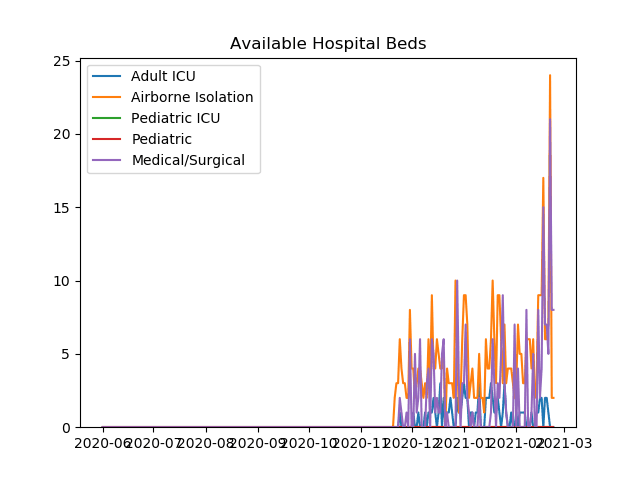 Available Hospital Beds
25
20
15
10
5
0
Adult ICU
Airborne Isolation
Pediatric ICU
Pediatric
Medical/Surgical
2020-06 2020-07 2020-08 2020-09 2020-10 2020-11 2020-12 2021-01 2021-02 2021-03